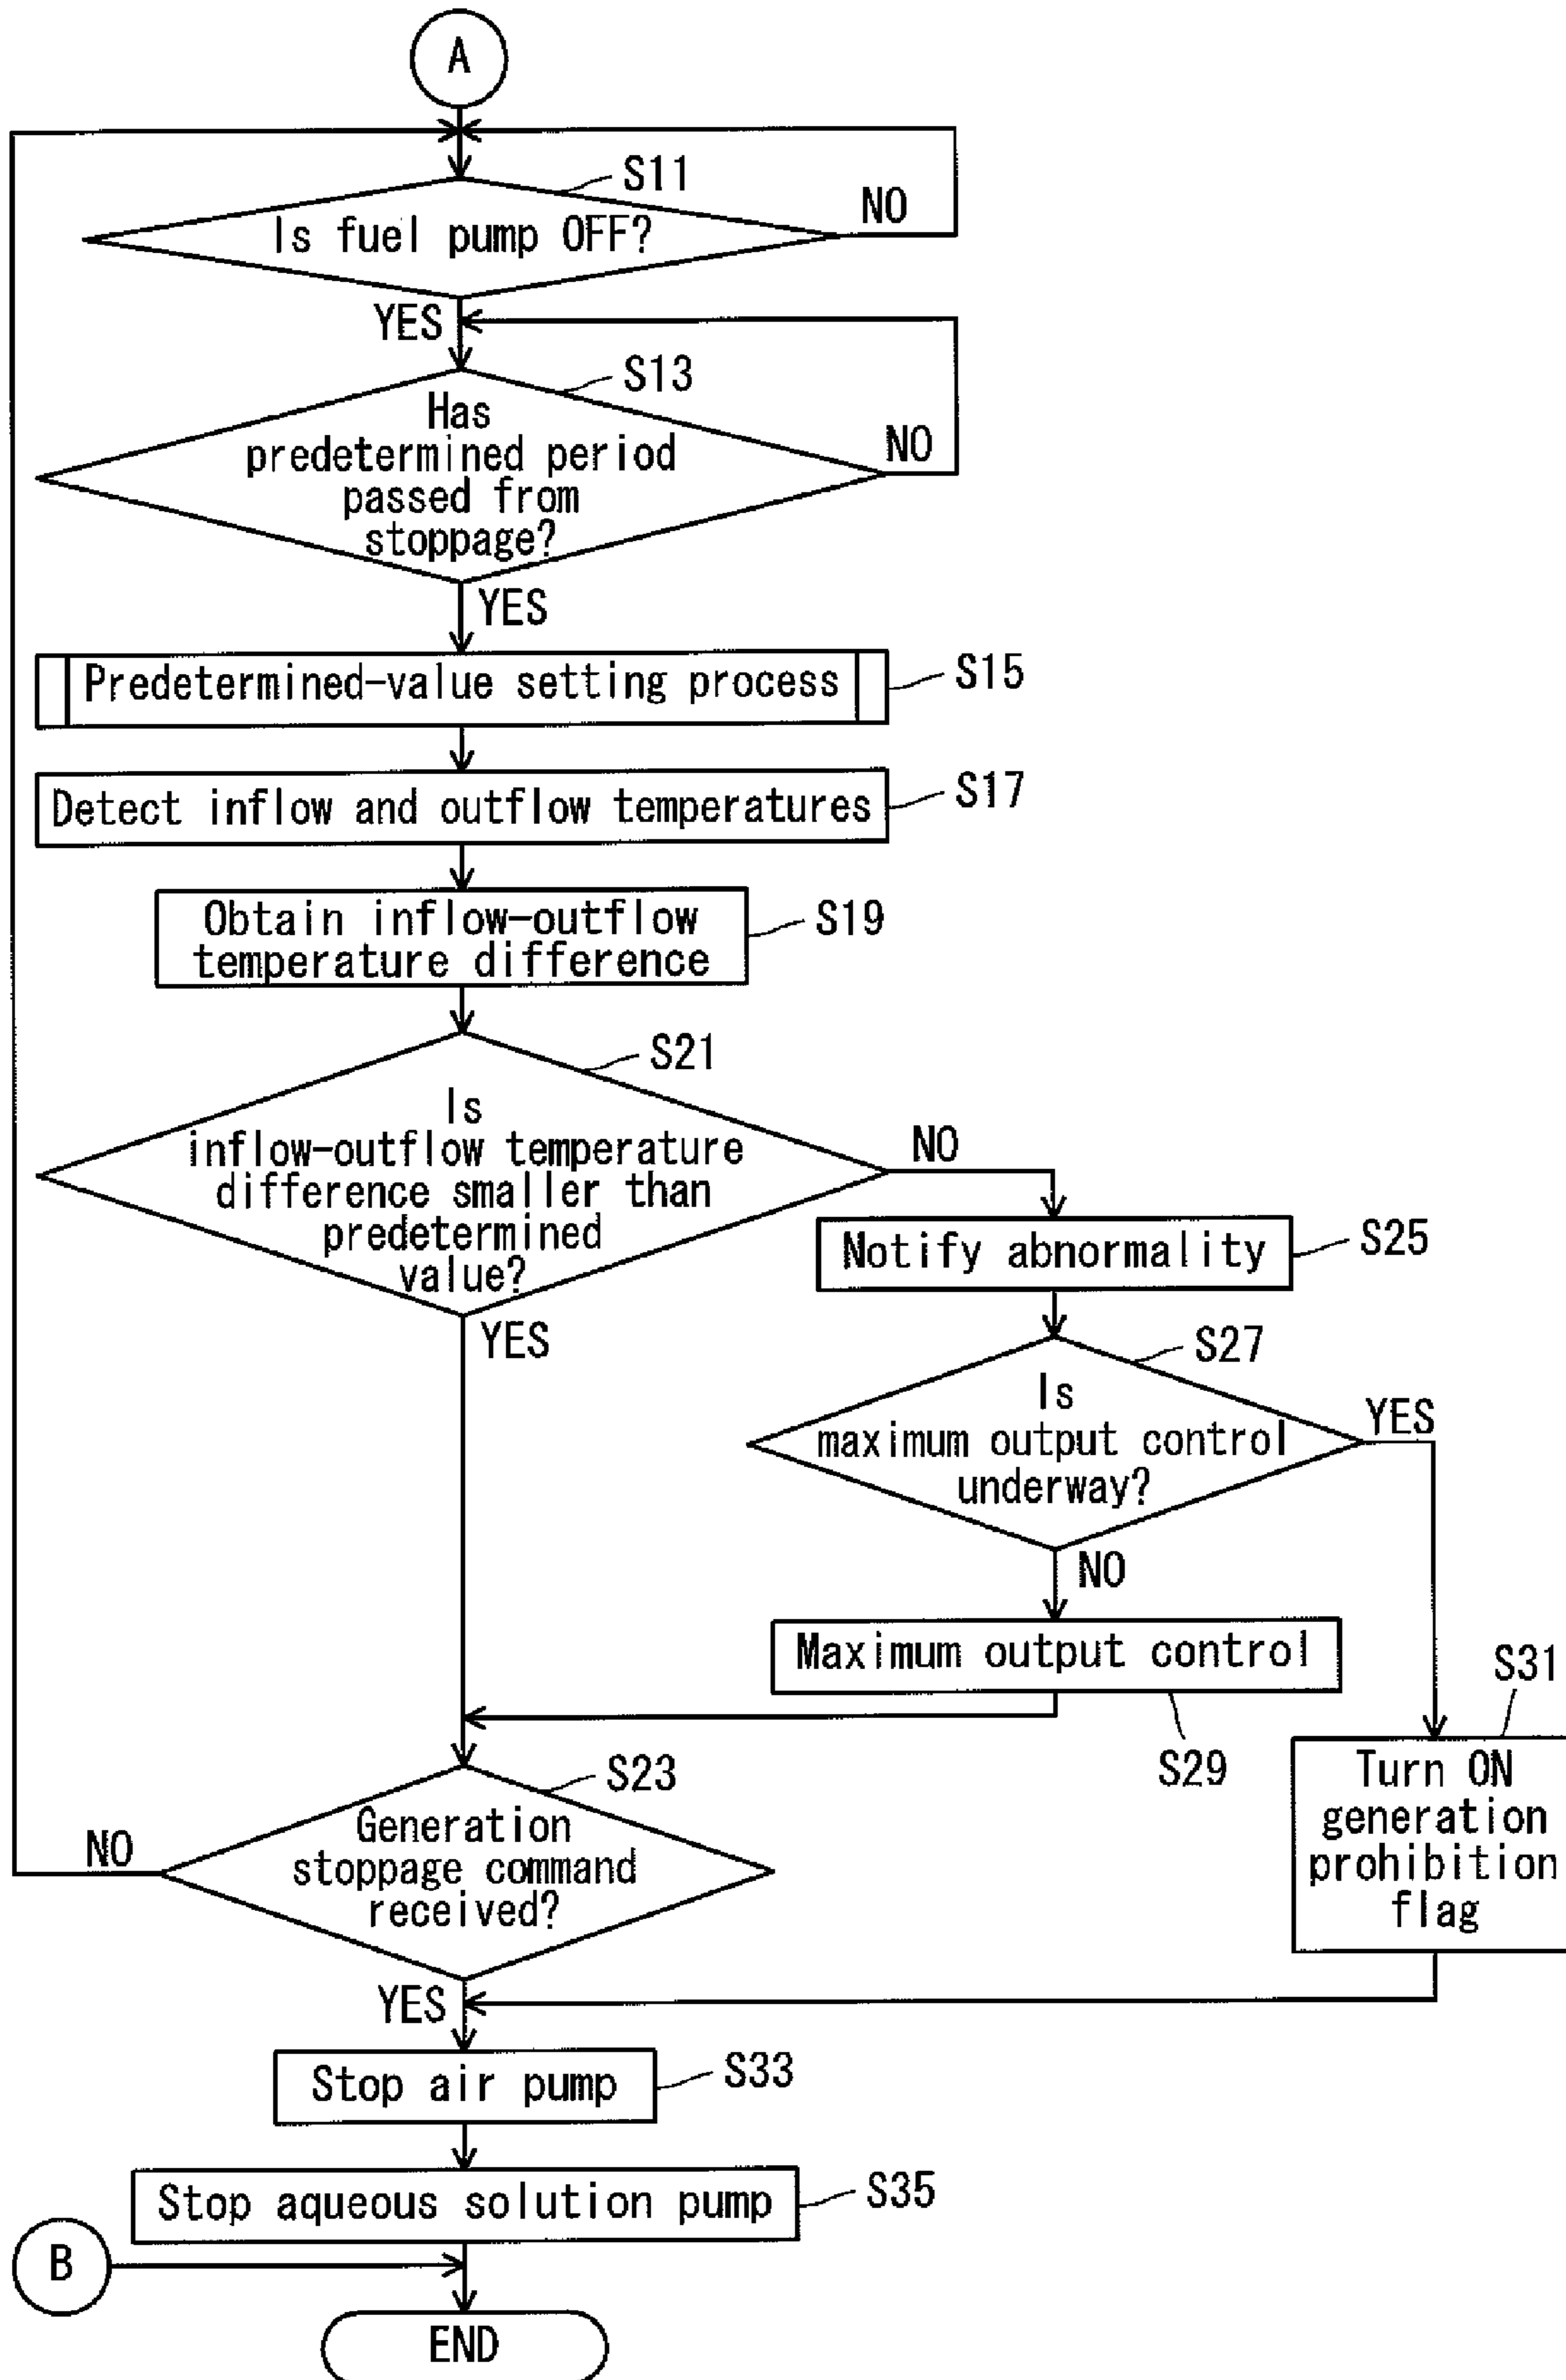 A
S11
Is fuel pump OFF?
NO
YES
S13
Has
predetermined period
passed from
stoppage?
NO
YES
Predetermined-value setting process
S15
Detect inflow and outflow temperatures
S17
Obtain inflow-outflow
temperature difference
S19
S21
Is
inflow-outflow temperature
difference smaller than
predetermined
value?
NO
YES
Notify abnormality
S25
S27
Is
maximum output control
underway?
YES
NO
Maximum output control
S29
S31
Turn ON
generation
prohibition
flag
S23
Generation
stoppage command
received?
NO
YES
Stop air pump
S33
Stop aqueous solution pump
S35
B
END